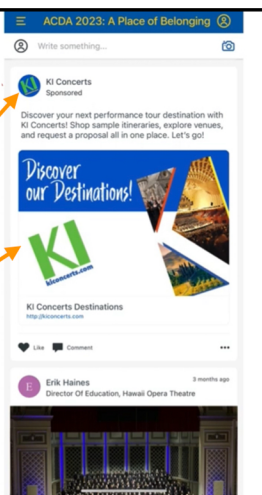 ACDA 2023: A Place of Belonging
Write something...
KI
KI Concerts
Sponsored
Discover your next performance tour destination with
KI Concerts! Shop sample itineraries, explore venues,
and request a proposal all in one place. Let's go!
Discover
our Destinations!
KI
kiconcerts.com
KI Concerts Destinations
http://kiconcerts.com
Like Comment
E
Erik Haines
3 months ago
Director Of Education, Hawaii Opera Theatre